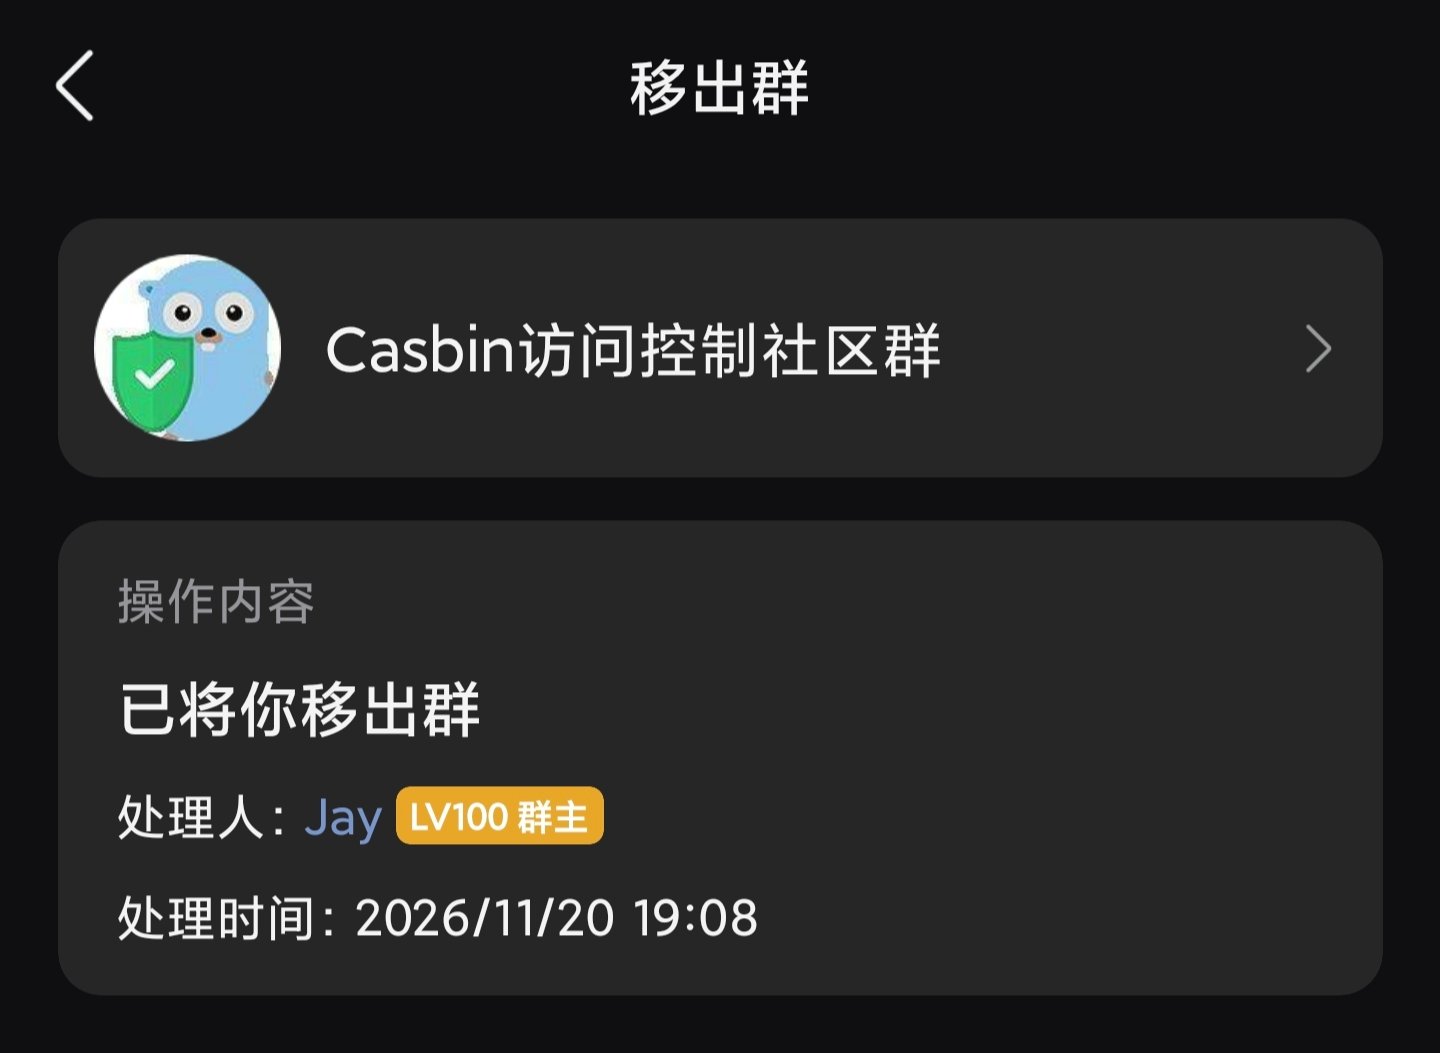 移出群
Casbin访问控制社区群
操作内容
已将你移出群
处理人：Jay LV100 群主
处理时间：2026/11/20 19:08